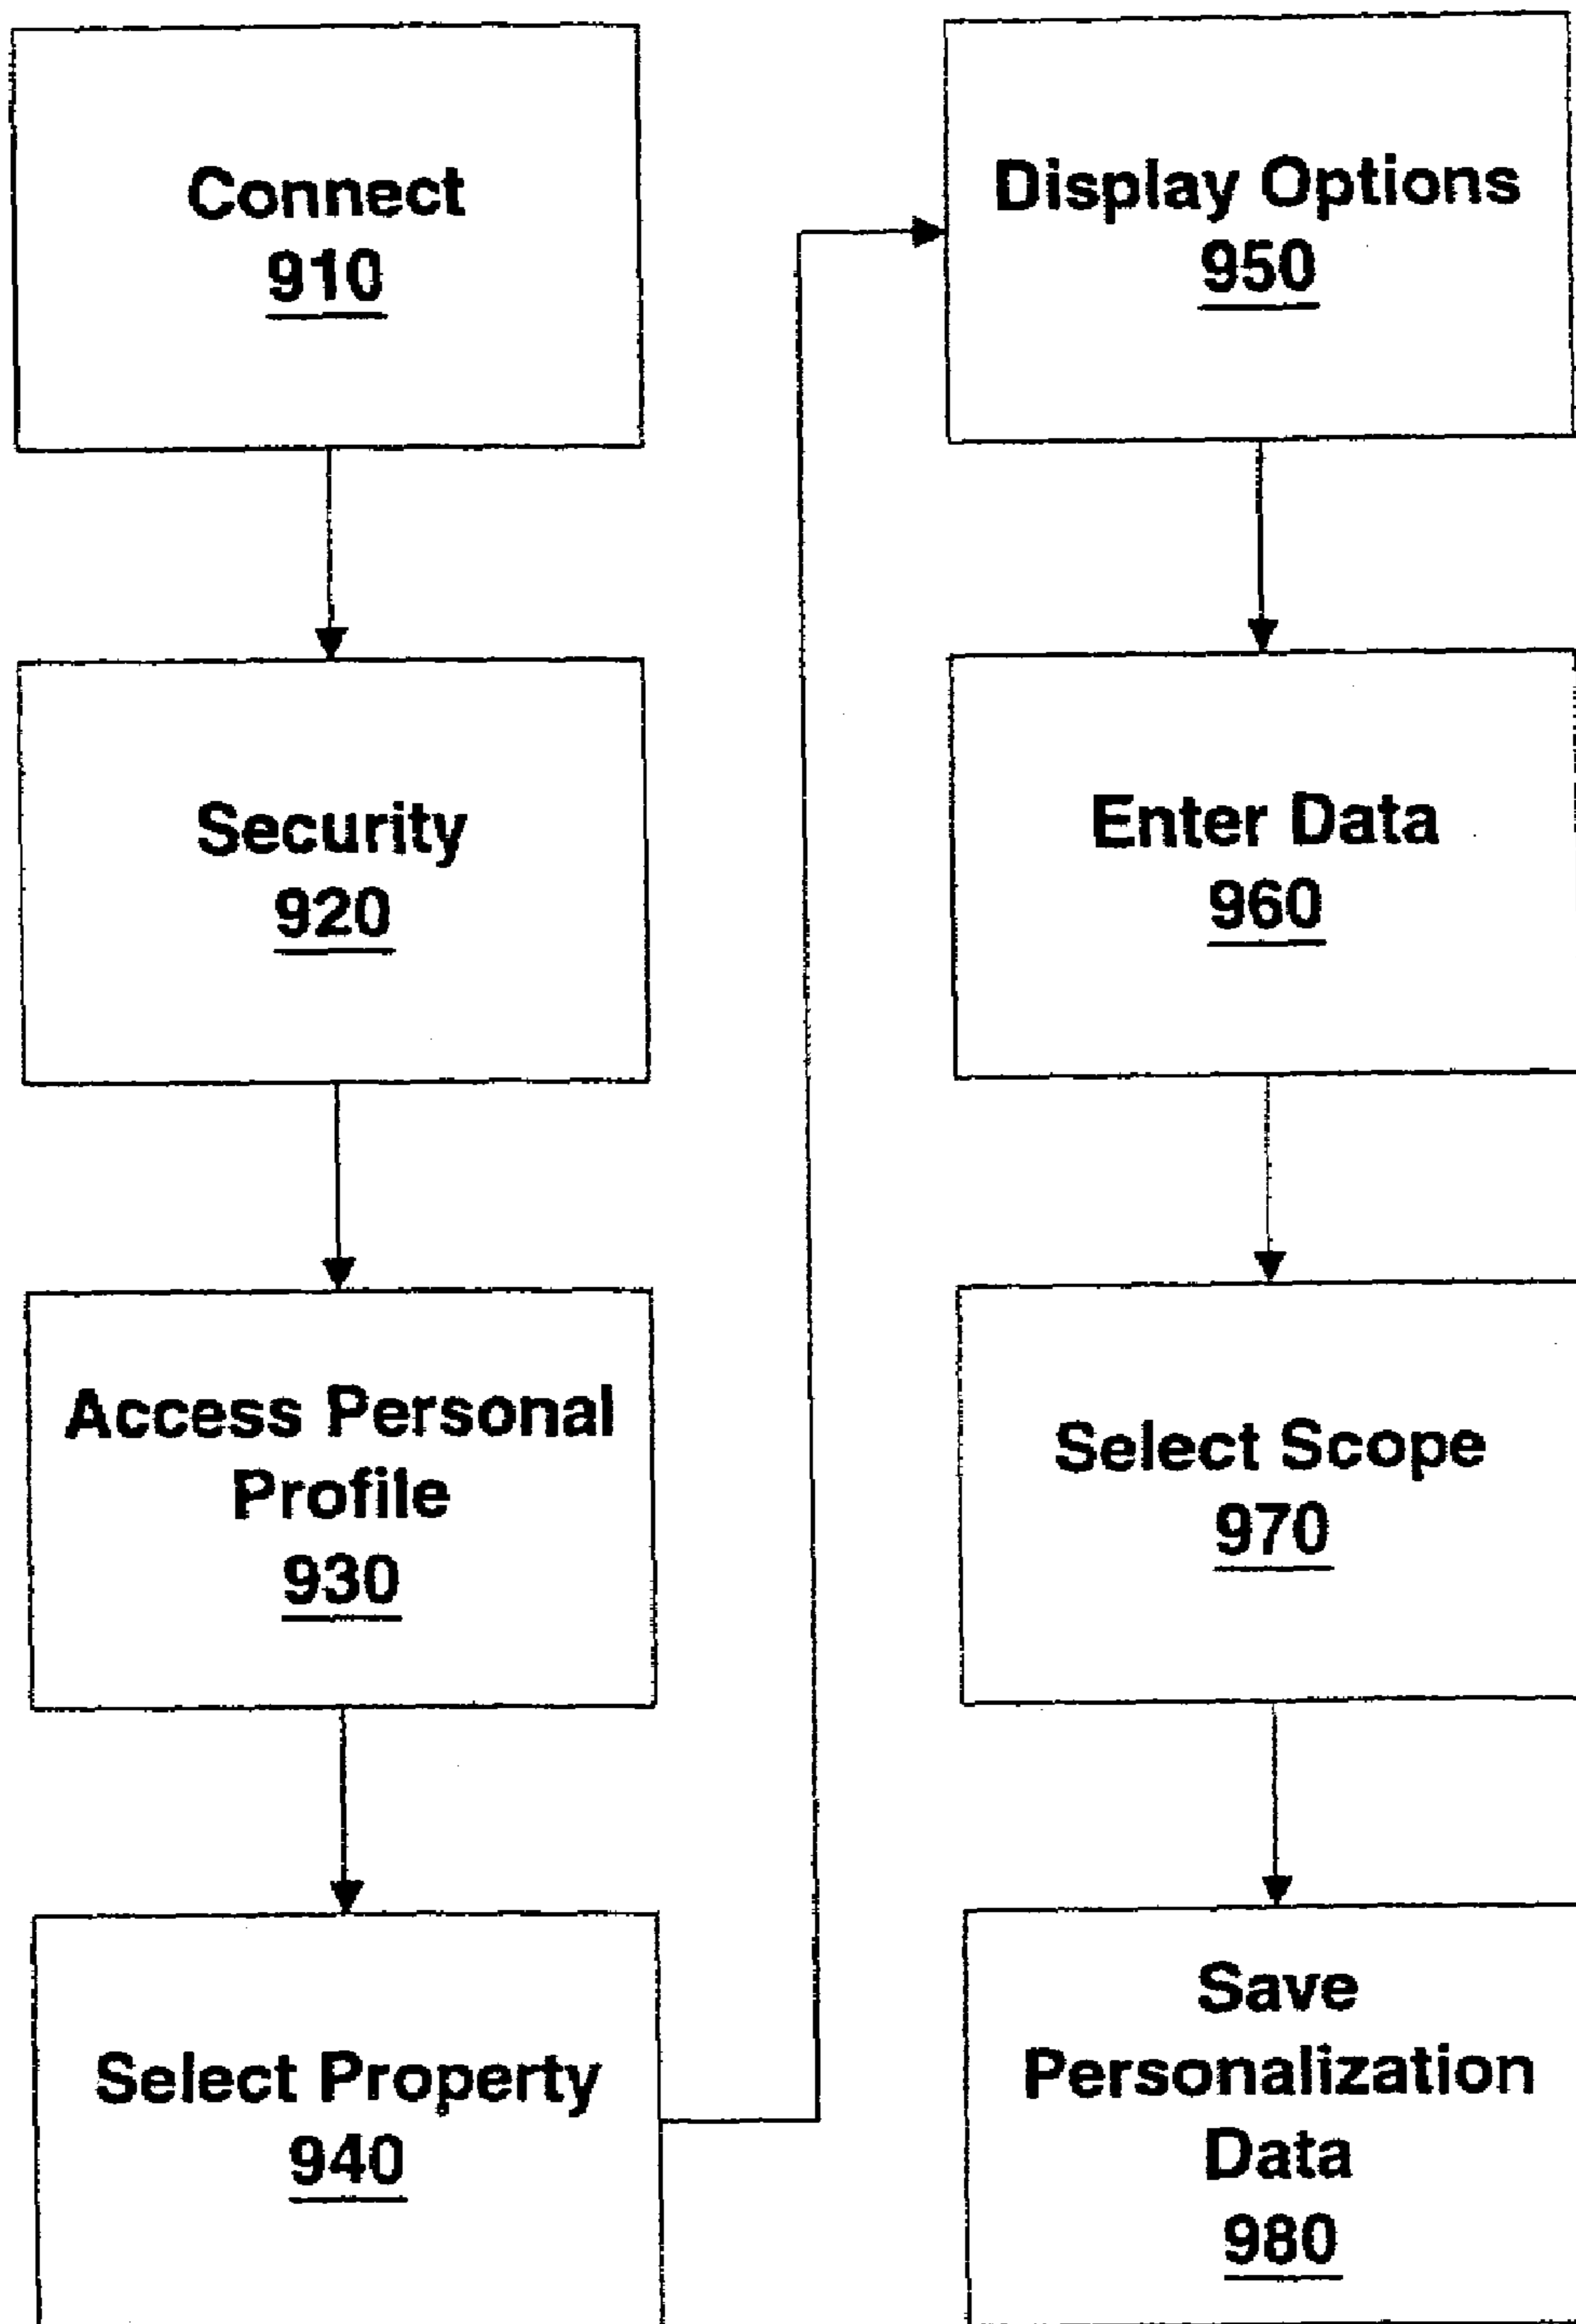 Connect
910
Security
920
Access Personal
Profile
930
Select Property
940
Display Options
950
Enter Data
960
Select Scope
970
Save
Personalization
Data
980